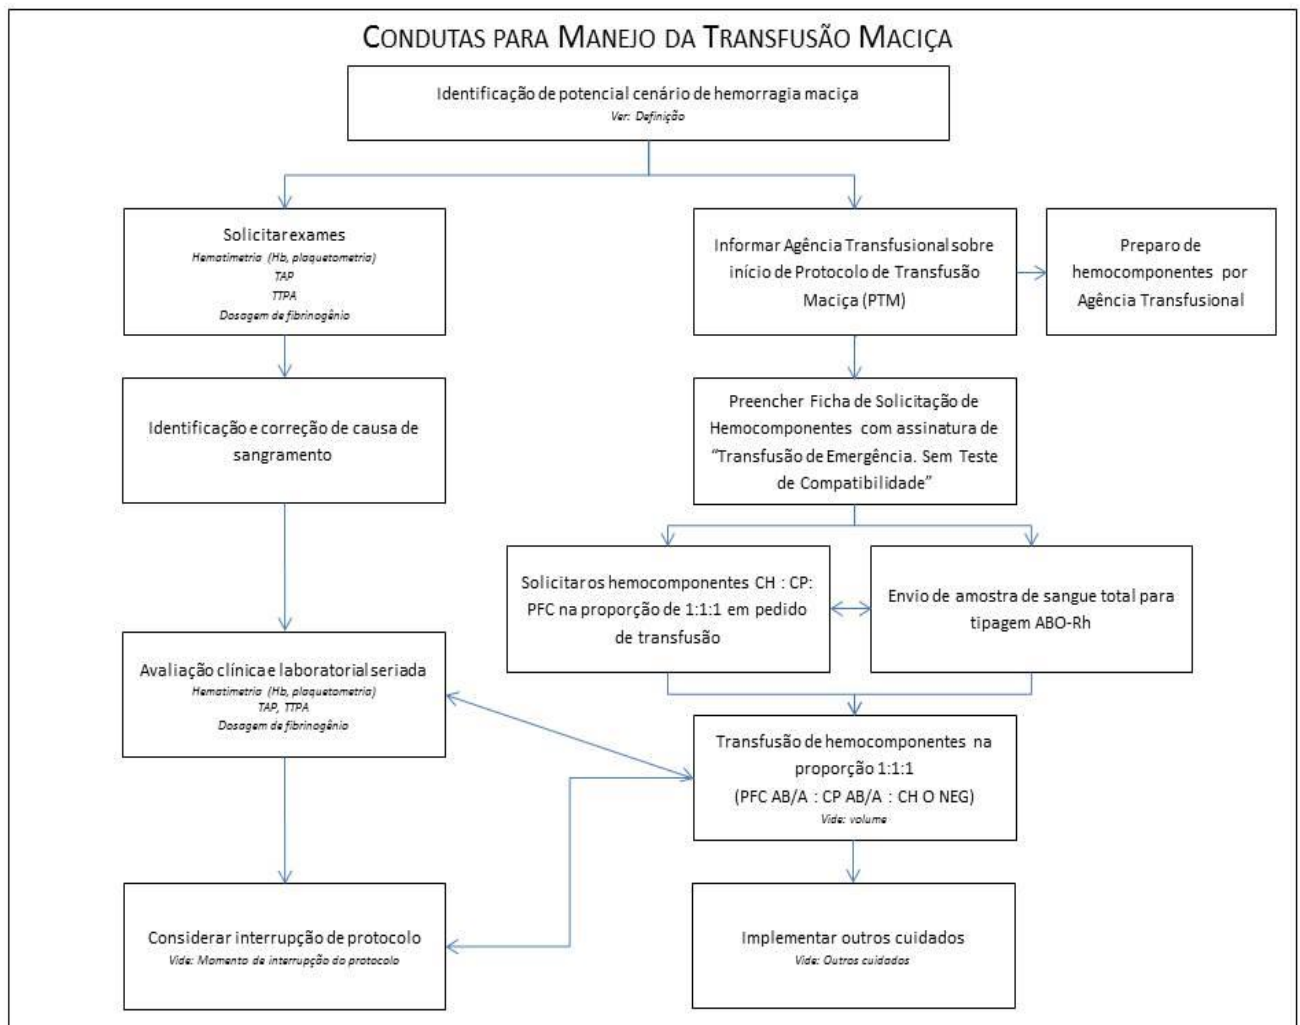 CONDUTAS PARA MANEJO DA TRANSFUSÃO MACIÇA
Identificação de potencial cenário de hemorragia maciça
Ver: Definição
Solicitar exames
Hematimetria (Hb, plaquetometria)
TAP
TTPA
Dosagem de fibrinogênio
Informar Agência Transfusional sobre
início de Protocolo de Transfusão
Maciça (PTM)
Preparo de
hemocomponentes por
Agência Transfusional
Identificação e correção de causa de
sangramento
Preencher Ficha de Solicitação de
Hemocomponentes com assinatura de
“Transfusão de Emergência. Sem Teste
de Compatibilidade”
Solicitar os hemocomponentes CH : CP:
PFC na proporção de 1:1:1 em pedido
de transfusão
Envio de amostra de sangue total para
tipagem ABO-Rh
Avaliação clínica e laboratorial seriada
Hematimetria (Hb, plaquetometria)
TAP, TTPA
Dosagem de fibrinogênio
Transfusão de hemocomponentes na
proporção 1:1:1
(PFC AB/A : CP AB/A : CH O NEG)
Vide: volume
Considerar interrupção de protocolo
Vide: Momento de interrupção do protocolo
Implementar outros cuidados
Vide: Outros cuidados